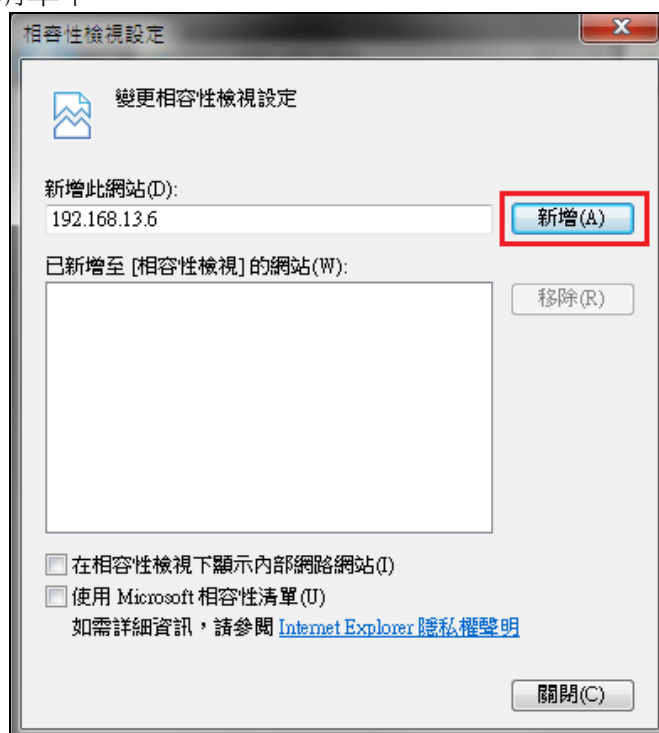 相容性檢視設定
變更相容性檢視設定
新增此網站(D):
192.168.13.6
新增(A)
已新增至 [相容性檢視] 的網站(W):
移除(R)
在相容性檢視下顯示內部網路網站(I)
使用 Microsoft 相容性清單(U)
如需詳細資訊，請參閱 Internet Explorer 隱私權聲明
關閉(C)